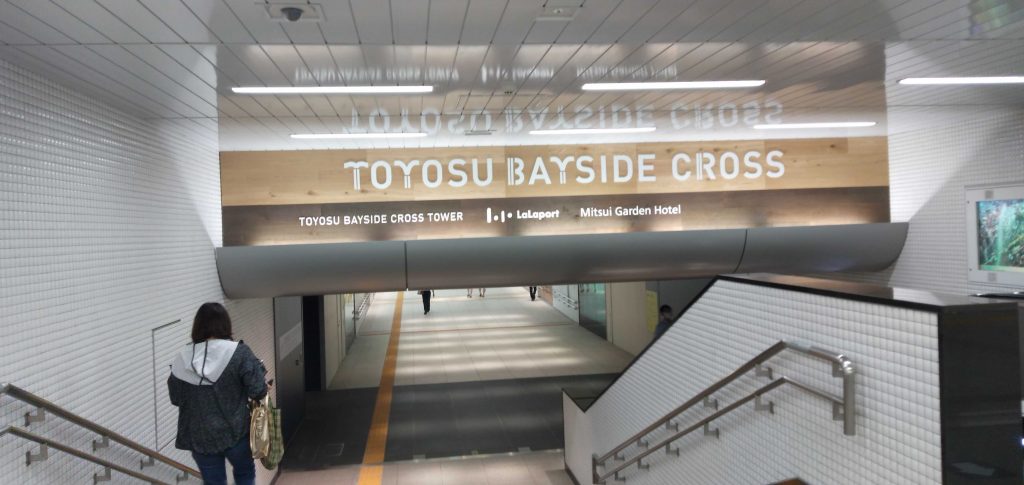 TOYOSU BAYSIDE CROSS
TOYOSU BAYSIDE CROSS TOWER LaLaport Mitsui Garden Hotel